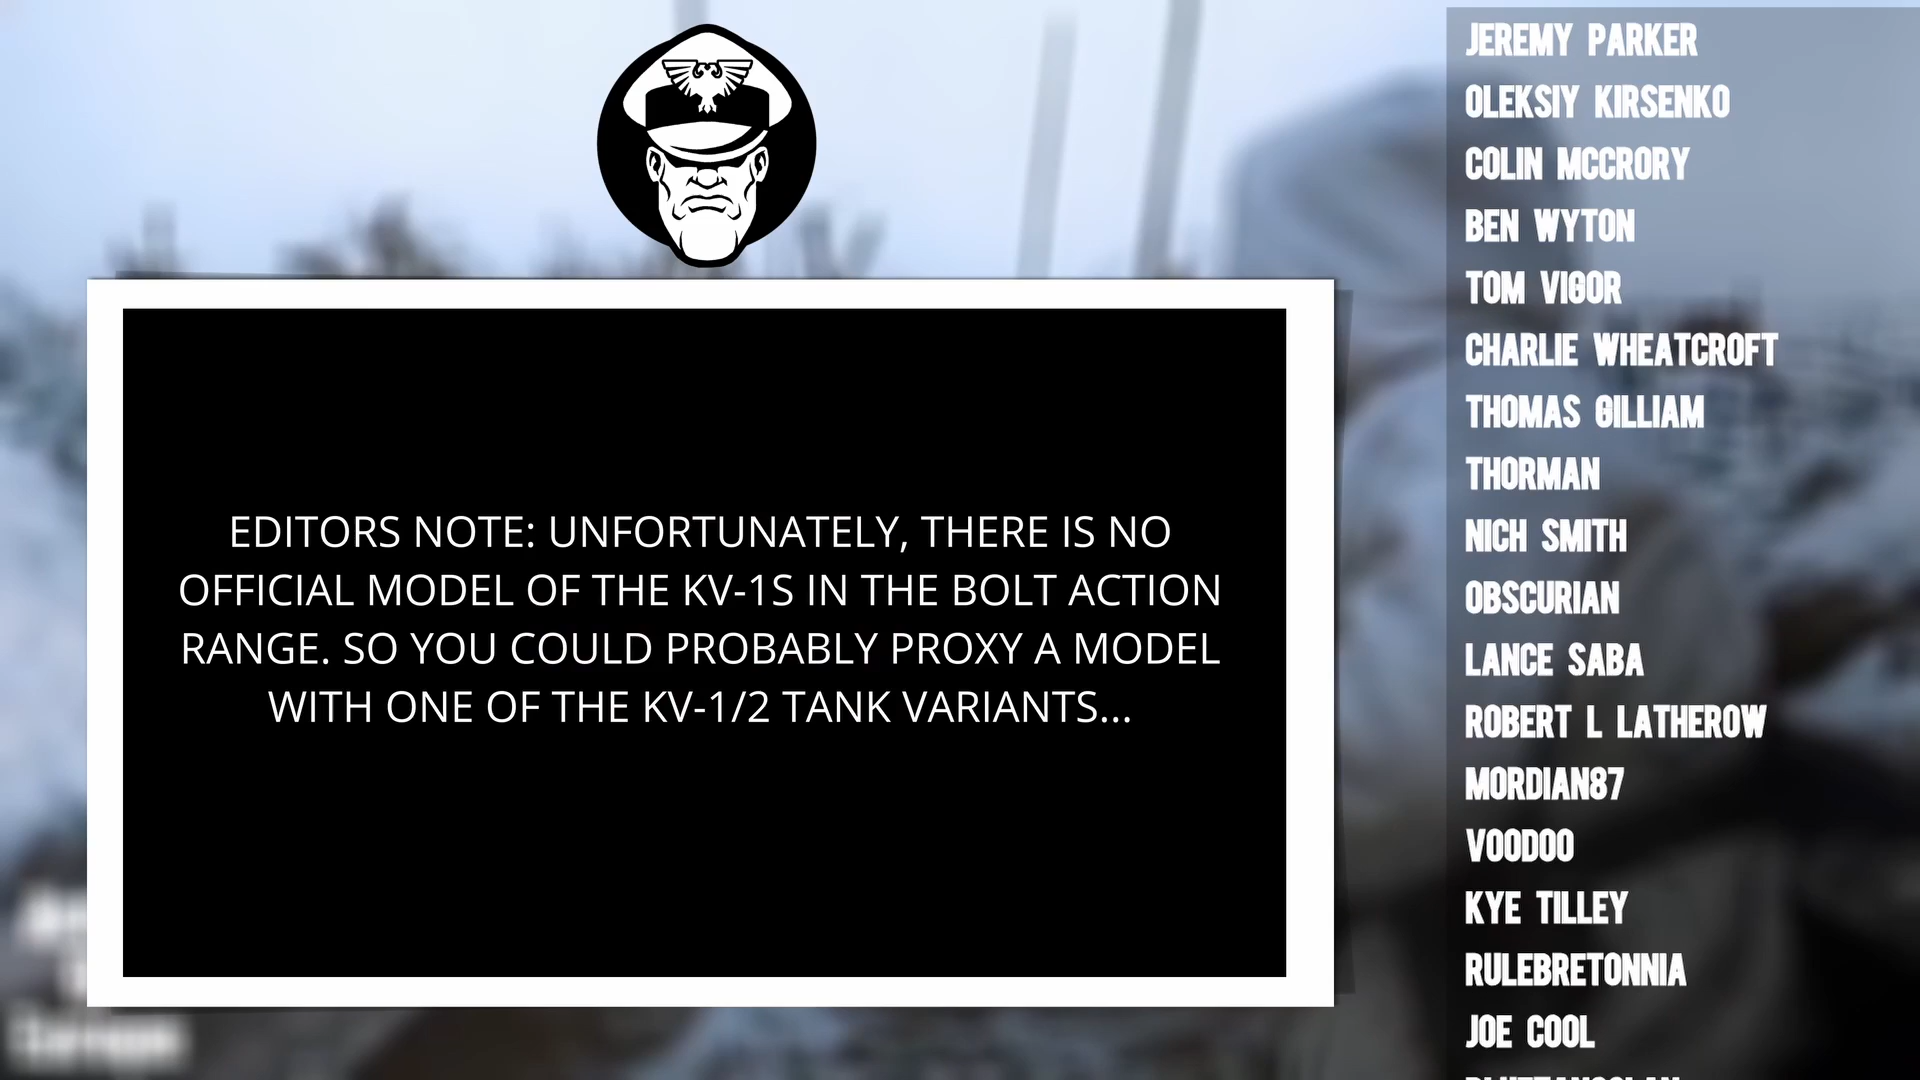 EDITORS NOTE: UNFORTUNATELY, THERE IS NO
OFFICIAL MODEL OF THE KV-1S IN THE BOLT ACTION
RANGE. SO YOU COULD PROBABLY PROXY A MODEL
WITH ONE OF THE KV-1/2 TANK VARIANTS...
JEREMY PARKER
OLEKSIY KIRSENKO
COLIN MCCRORY
BEN WYTON
TOM VIGOR
CHARLIE WHEATCROFT
THOMAS GILLIAM
THORMAN
NICH SMITH
OBSCURIAN
LANCE SABA
ROBERT L LATHEROW
MORDIAN87
VOODOO
KYE TILLEY
RULEBRETONNIA
JOE COOL